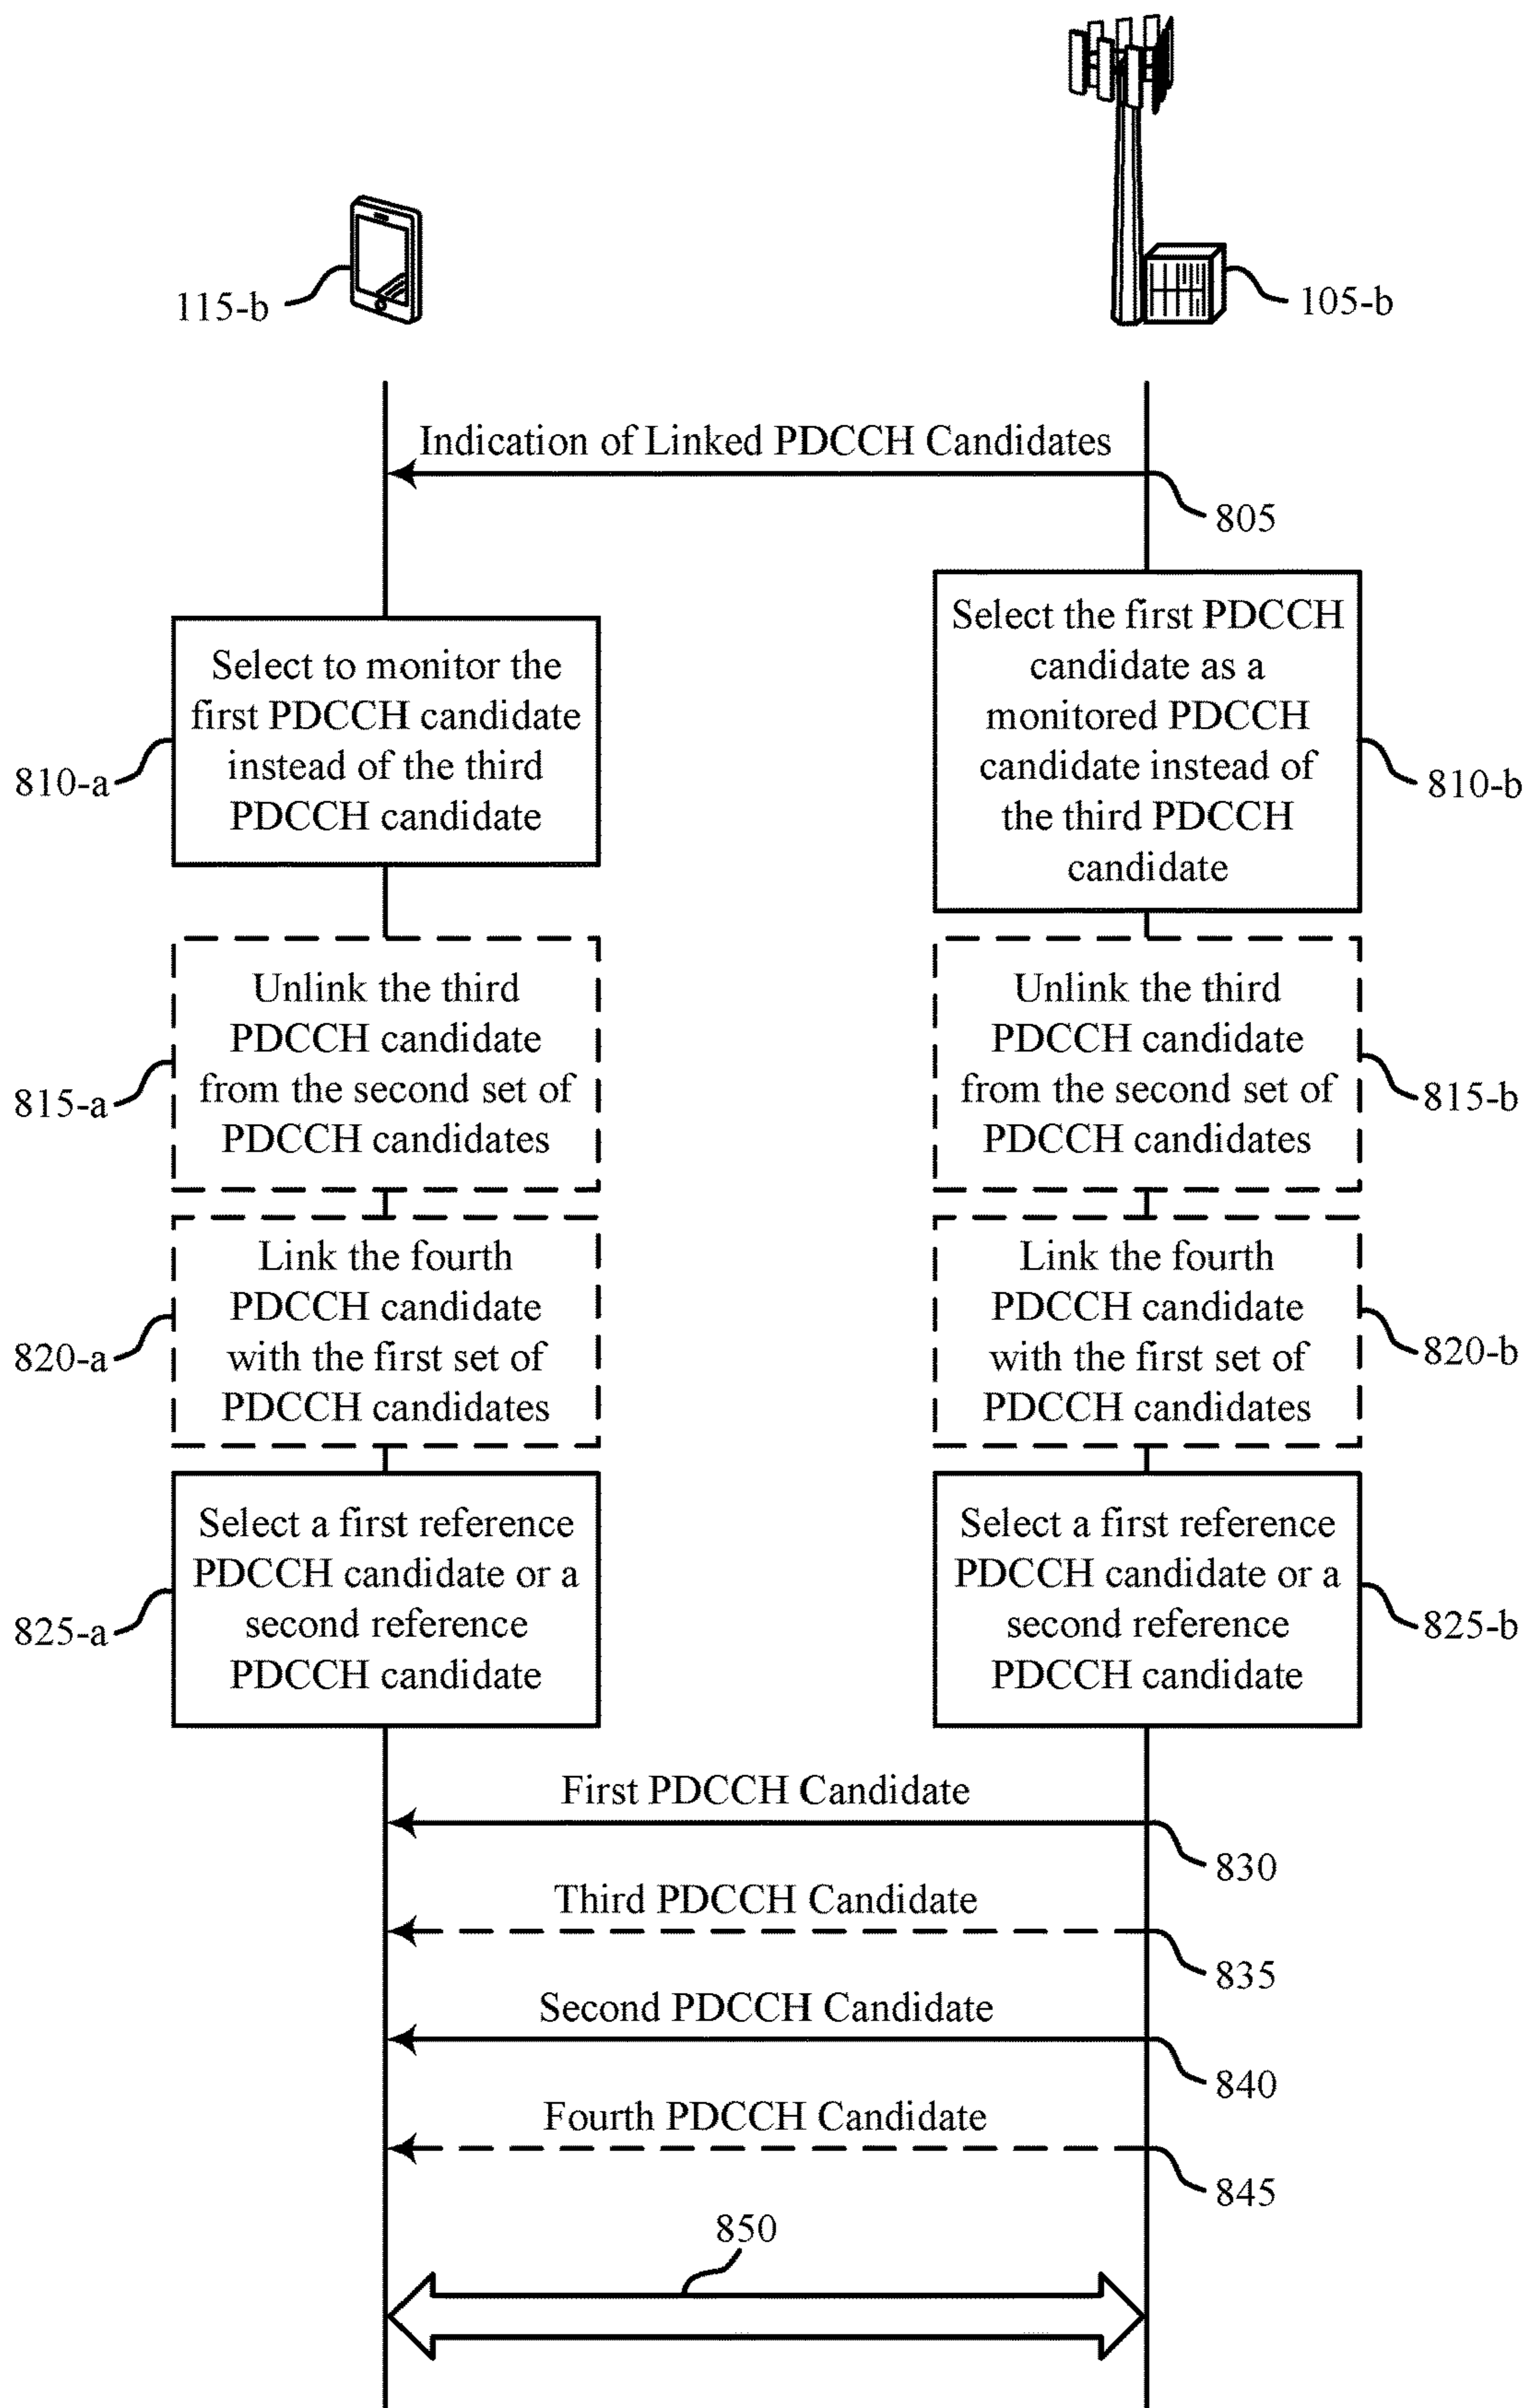 115-b
105-b
Indication of Linked PDCCH Candidates
805
Select to monitor the
first PDCCH candidate
instead of the third
PDCCH candidate
810-a
Select the first PDCCH
candidate as a
monitored PDCCH
candidate instead of
the third PDCCH
candidate
810-b
Unlink the third
PDCCH candidate
from the second set of
PDCCH candidates
815-a
Unlink the third
PDCCH candidate
from the second set of
PDCCH candidates
815-b
Link the fourth
PDCCH candidate
with the first set of
PDCCH candidates
820-a
Link the fourth
PDCCH candidate
with the first set of
PDCCH candidates
820-b
Select a first reference
PDCCH candidate or a
second reference
PDCCH candidate
825-a
Select a first reference
PDCCH candidate or a
second reference
PDCCH candidate
825-b
First PDCCH Candidate
830
Third PDCCH Candidate
835
Second PDCCH Candidate
840
Fourth PDCCH Candidate
845
850